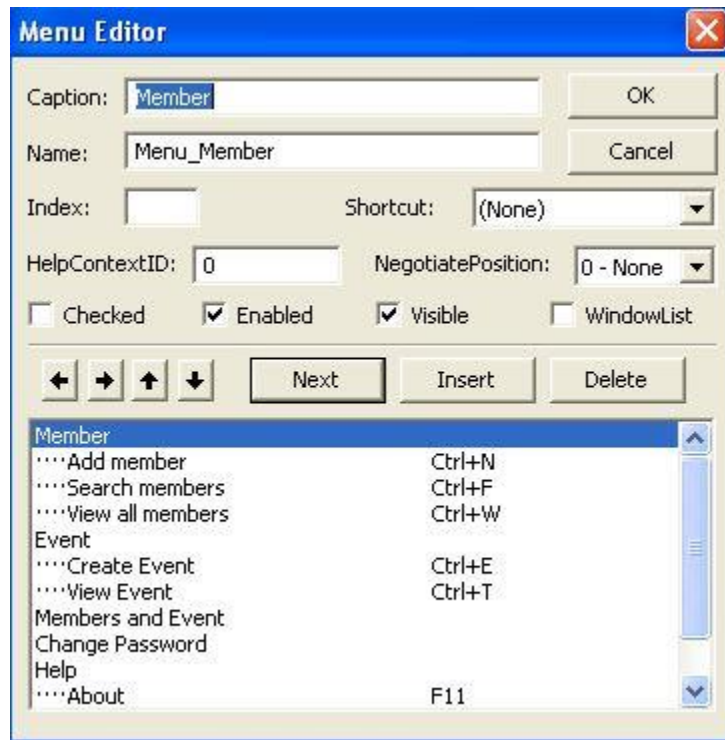 Menu Editor
Caption: Member OK
Name: Menu_Member Cancel
Index: Shortcut: (None)
HelpContextID: 0 NegotiatePosition: 0 - None
Checked Enabled Visible WindowList
Next Insert Delete
Member
····Add member Ctrl+N
····Search members Ctrl+F
····View all members Ctrl+W
Event
····Create Event Ctrl+E
····View Event Ctrl+T
Members and Event
Change Password
Help
····About F11